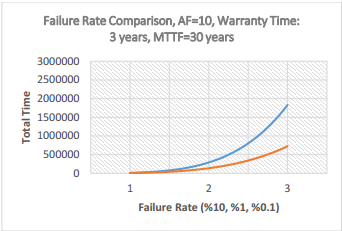 Failure Rate Comparison, AF=10, Warranty Time:
3 years, MTTF=30 years
3000000
2500000
2000000
1500000
1000000
500000
0
Total Time
1 2 3
Failure Rate (%10, %1, %0.1)